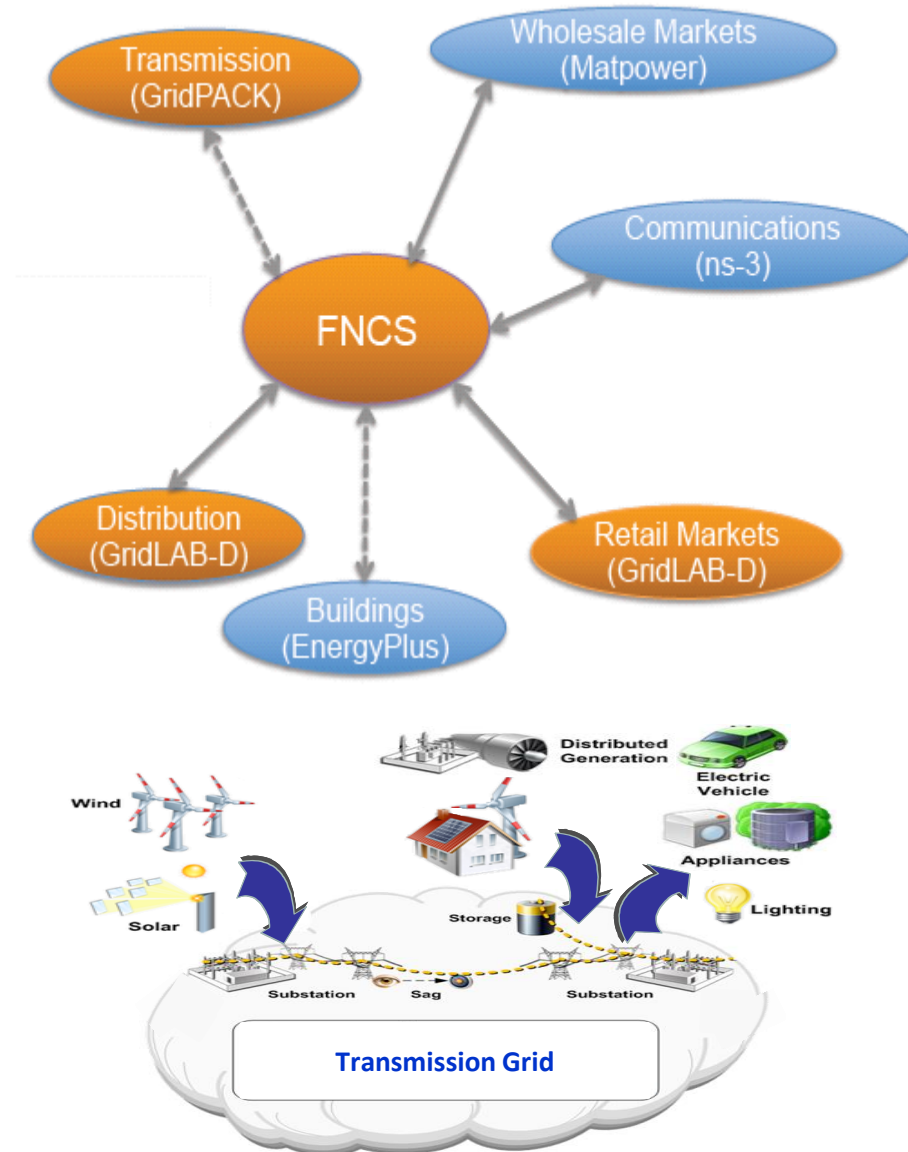 Transmission
(GridPACK)
Wholesale Markets
(Matpower)
Communications
(ns-3)
FNCS
Distribution
(GridLAB-D)
Retail Markets
(GridLAB-D)
Buildings
(EnergyPlus)
Distributed
Generation
Electric
Vehicle
Wind
Appliances
Solar
Storage
Lighting
Substation
Sag
Substation
Transmission Grid